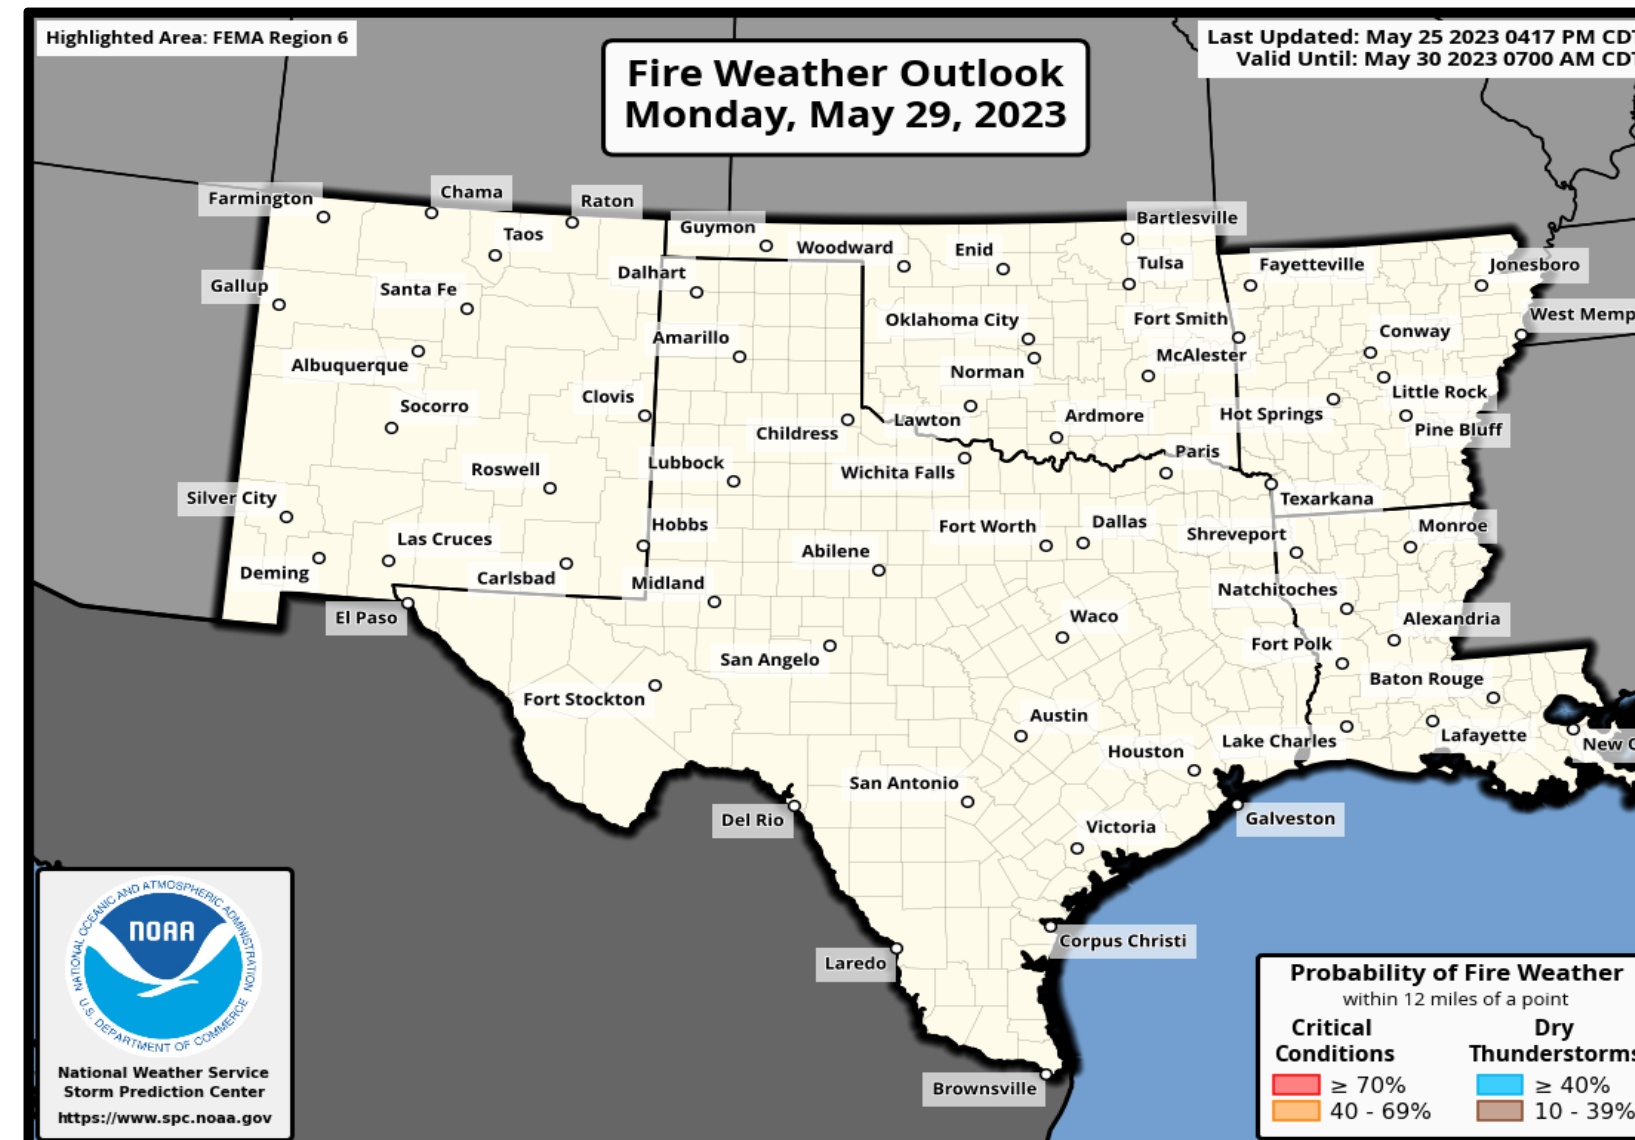 Highlighted Area: FEMA Region 6
Last Updated: May 25 2023 0417 PM CDT
Valid Until: May 30 2023 0700 AM CDT
Fire Weather Outlook
Monday, May 29, 2023
Farmington
Chama
Raton
Taos
Guymon
Woodward
Enid
Bartlesville
Tulsa
Fayetteville
Jonesboro
Gallup
Santa Fe
Dalhart
Oklahoma City
Fort Smith
Conway
West Memp
Albuquerque
Amarillo
Norman
McAlester
Little Rock
Socorro
Clovis
Childress
Lawton
Ardmore
Hot Springs
Pine Bluff
Roswell
Lubbock
Wichita Falls
Paris
Texarkana
Silver City
Las Cruces
Hobbs
Abilene
Fort Worth
Dallas
Shreveport
Monroe
Deming
Carlsbad
Midland
Natchitoches
El Paso
Waco
Alexandria
San Angelo
Fort Polk
Fort Stockton
Baton Rouge
Austin
Houston
Lake Charles
Lafayette
New O
San Antonio
Del Rio
Victoria
Galveston
Laredo
Corpus Christi
Brownsville
NATIONAL OCEANIC AND ATMOSPHERIC ADMINISTRATION
NOAA
U.S. DEPARTMENT OF COMMERCE
National Weather Service
Storm Prediction Center
https://www.spc.noaa.gov
Probability of Fire Weather
within 12 miles of a point
Critical
Conditions
≥ 70%
40 - 69%
Dry
Thunderstorms
≥ 40%
10 - 39%